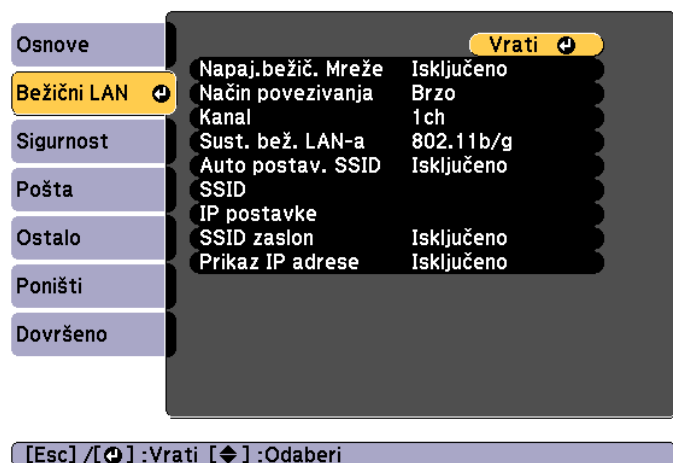 Osnove
Bežični LAN
Sigurnost
Pošta
Ostalo
Poništi
Dovršeno
Vrati
Napaj.bežič. Mreže Isključeno
Način povezivanja Brzo
Kanal 1ch
Sust. bež. LAN-a 802.11b/g
Auto postav. SSID Isključeno
SSID
IP postavke
SSID zaslon Isključeno
Prikaz IP adrese Isključeno
[Esc] /[⏎] :Vrati [◆] :Odaberi